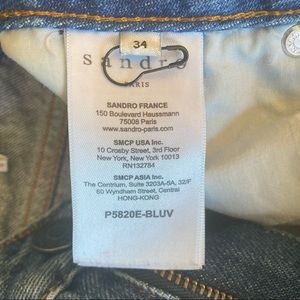 34
sandro
PARIS
SANDRO FRANCE
150 Boulevard Haussmann
75008 Paris
www.sandro-paris.com
SMCP USA Inc.
10 Crosby Street, 3rd Floor
New York, New York 10013
RN132784
SMCP ASIA Inc.
The Centrium, Suite 3203A-5A, 32/F
60 Wyndham Street, Central
HONG-KONG
P5820E-BLUV